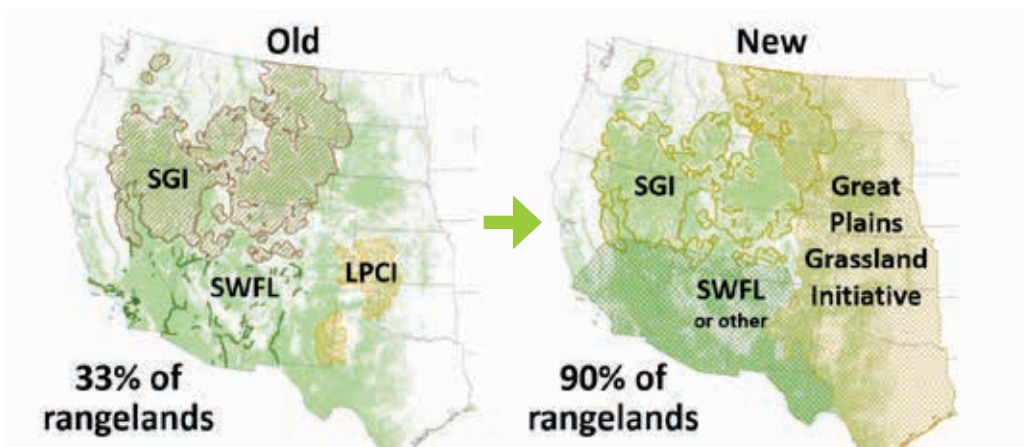 Old
SGI
SWFL
LPCI
33% of
rangelands
New
SGI
Great
Plains
Grassland
Initiative
SWFL
or other
90% of
rangelands